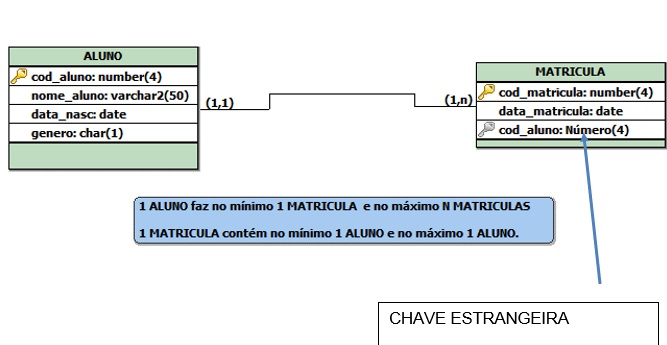 ALUNO
cod_aluno: number(4)
nome_aluno: varchar2(50)
data_nasc: date
genero: char(1)
(1,1)
(1,n)
MATRICULA
cod_matricula: number(4)
data_matricula: date
cod_aluno: Número(4)
1 ALUNO faz no mínimo 1 MATRICULA e no máximo N MATRICULAS
1 MATRICULA contém no mínimo 1 ALUNO e no máximo 1 ALUNO.
CHAVE ESTRANGEIRA